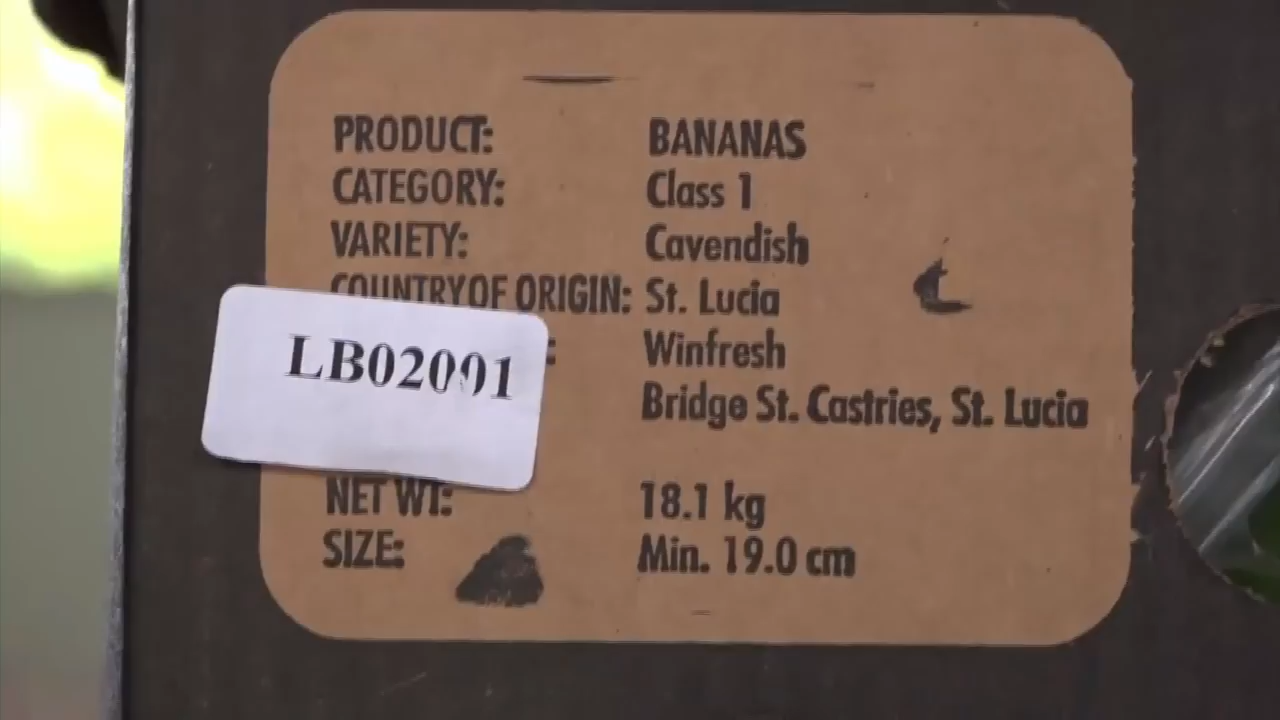 PRODUCT: BANANAS
CATEGORY: Class 1
VARIETY: Cavendish
COUNTRY OF ORIGIN: St. Lucia
: Winfresh
LB02001
Bridge St. Castries, St. Lucia
NET WT: 18.1 kg
SIZE: Min. 19.0 cm